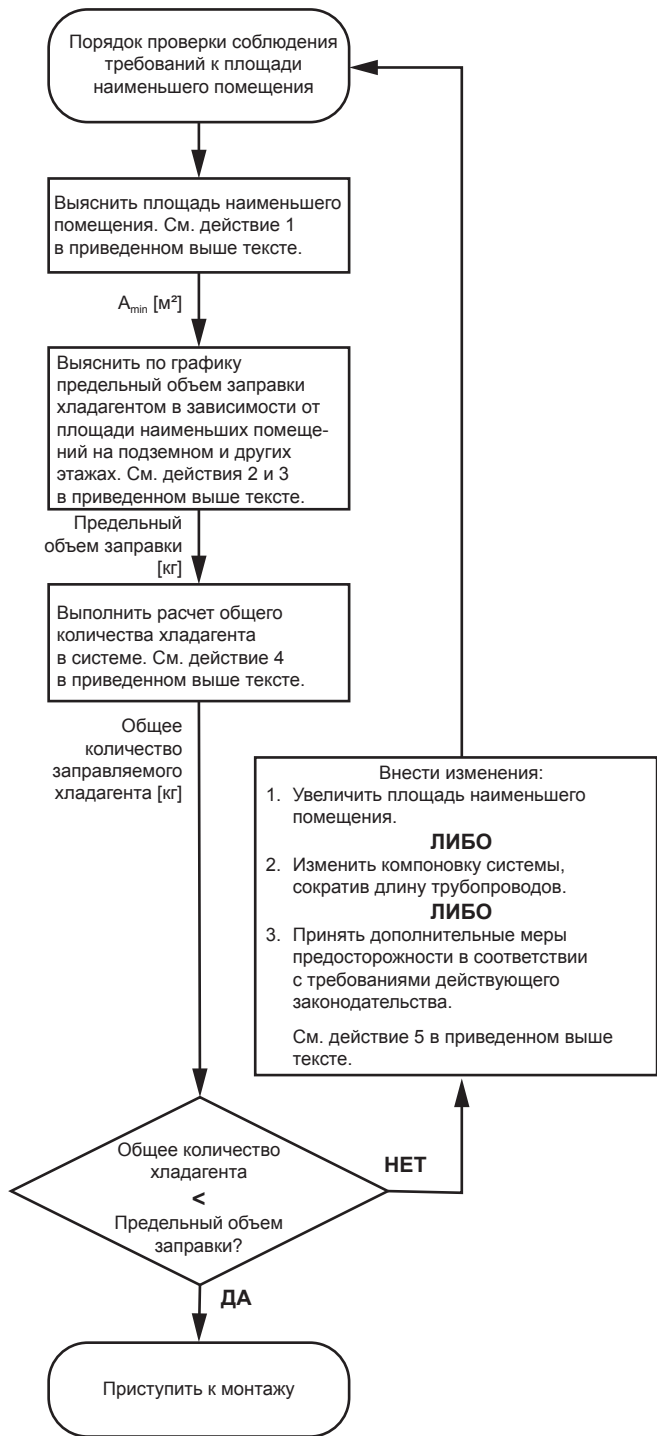 Порядок проверки соблюдения
требований к площади
наименьшего помещения
Выяснить площадь наименьшего
помещения. См. действие 1
в приведенном выше тексте.
Amin [м²]
Выяснить по графику
предельный объем заправки
хладагентом в зависимости от
площади наименьших помеще-
ний на подземном и других
этажах. См. действия 2 и 3
в приведенном выше тексте.
Предельный
объем заправки
[кг]
Выполнить расчет общего
количества хладагента
в системе. См. действие 4
в приведенном выше тексте.
Общее
количество
заправляемого
хладагента [кг]
Внести изменения:
1. Увеличить площадь наименьшего
помещения.
ЛИБО
2. Изменить компоновку системы,
сократив длину трубопроводов.
ЛИБО
3. Принять дополнительные меры
предосторожности в соответствии
с требованиями действующего
законодательства.
См. действие 5 в приведенном выше
тексте.
Общее количество
хладагента
<
Предельный объем
заправки?
НЕТ
ДА
Приступить к монтажу